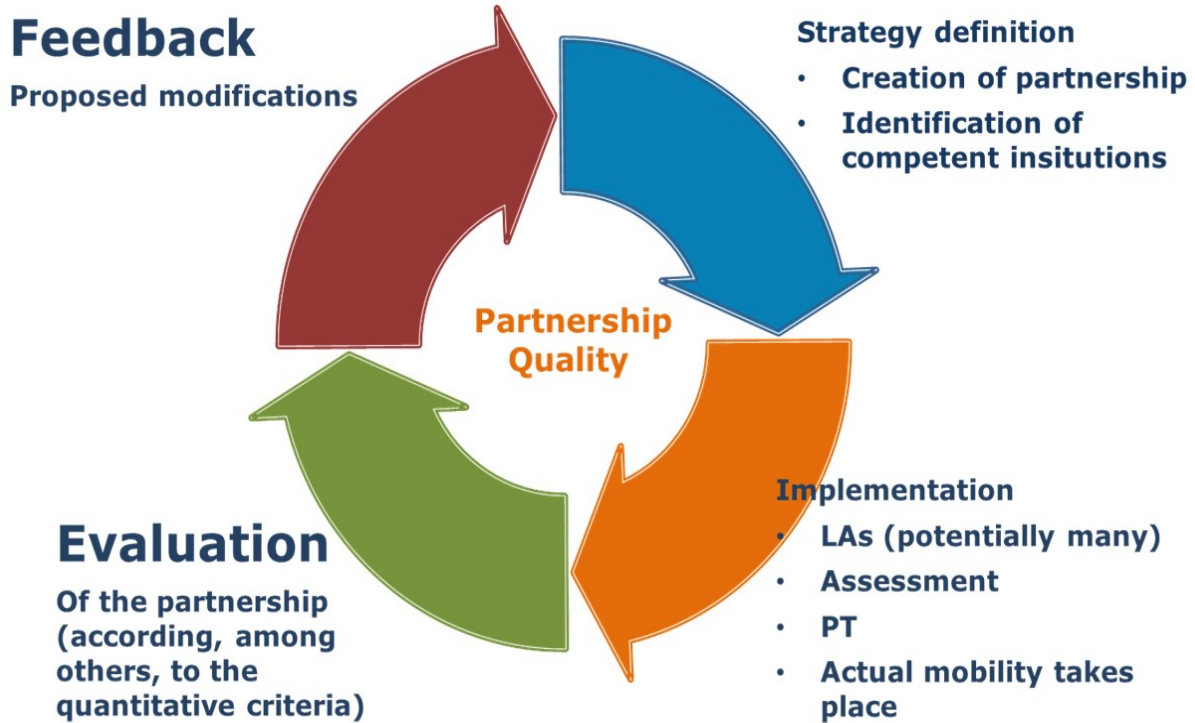 Feedback
Proposed modifications
Strategy definition
• Creation of partnership
• Identification of
competent insitutions
Partnership
Quality
Implementation
• LAs (potentially many)
• Assessment
• PT
• Actual mobility takes
place
Evaluation
Of the partnership
(according, among
others, to the
quantitative criteria)